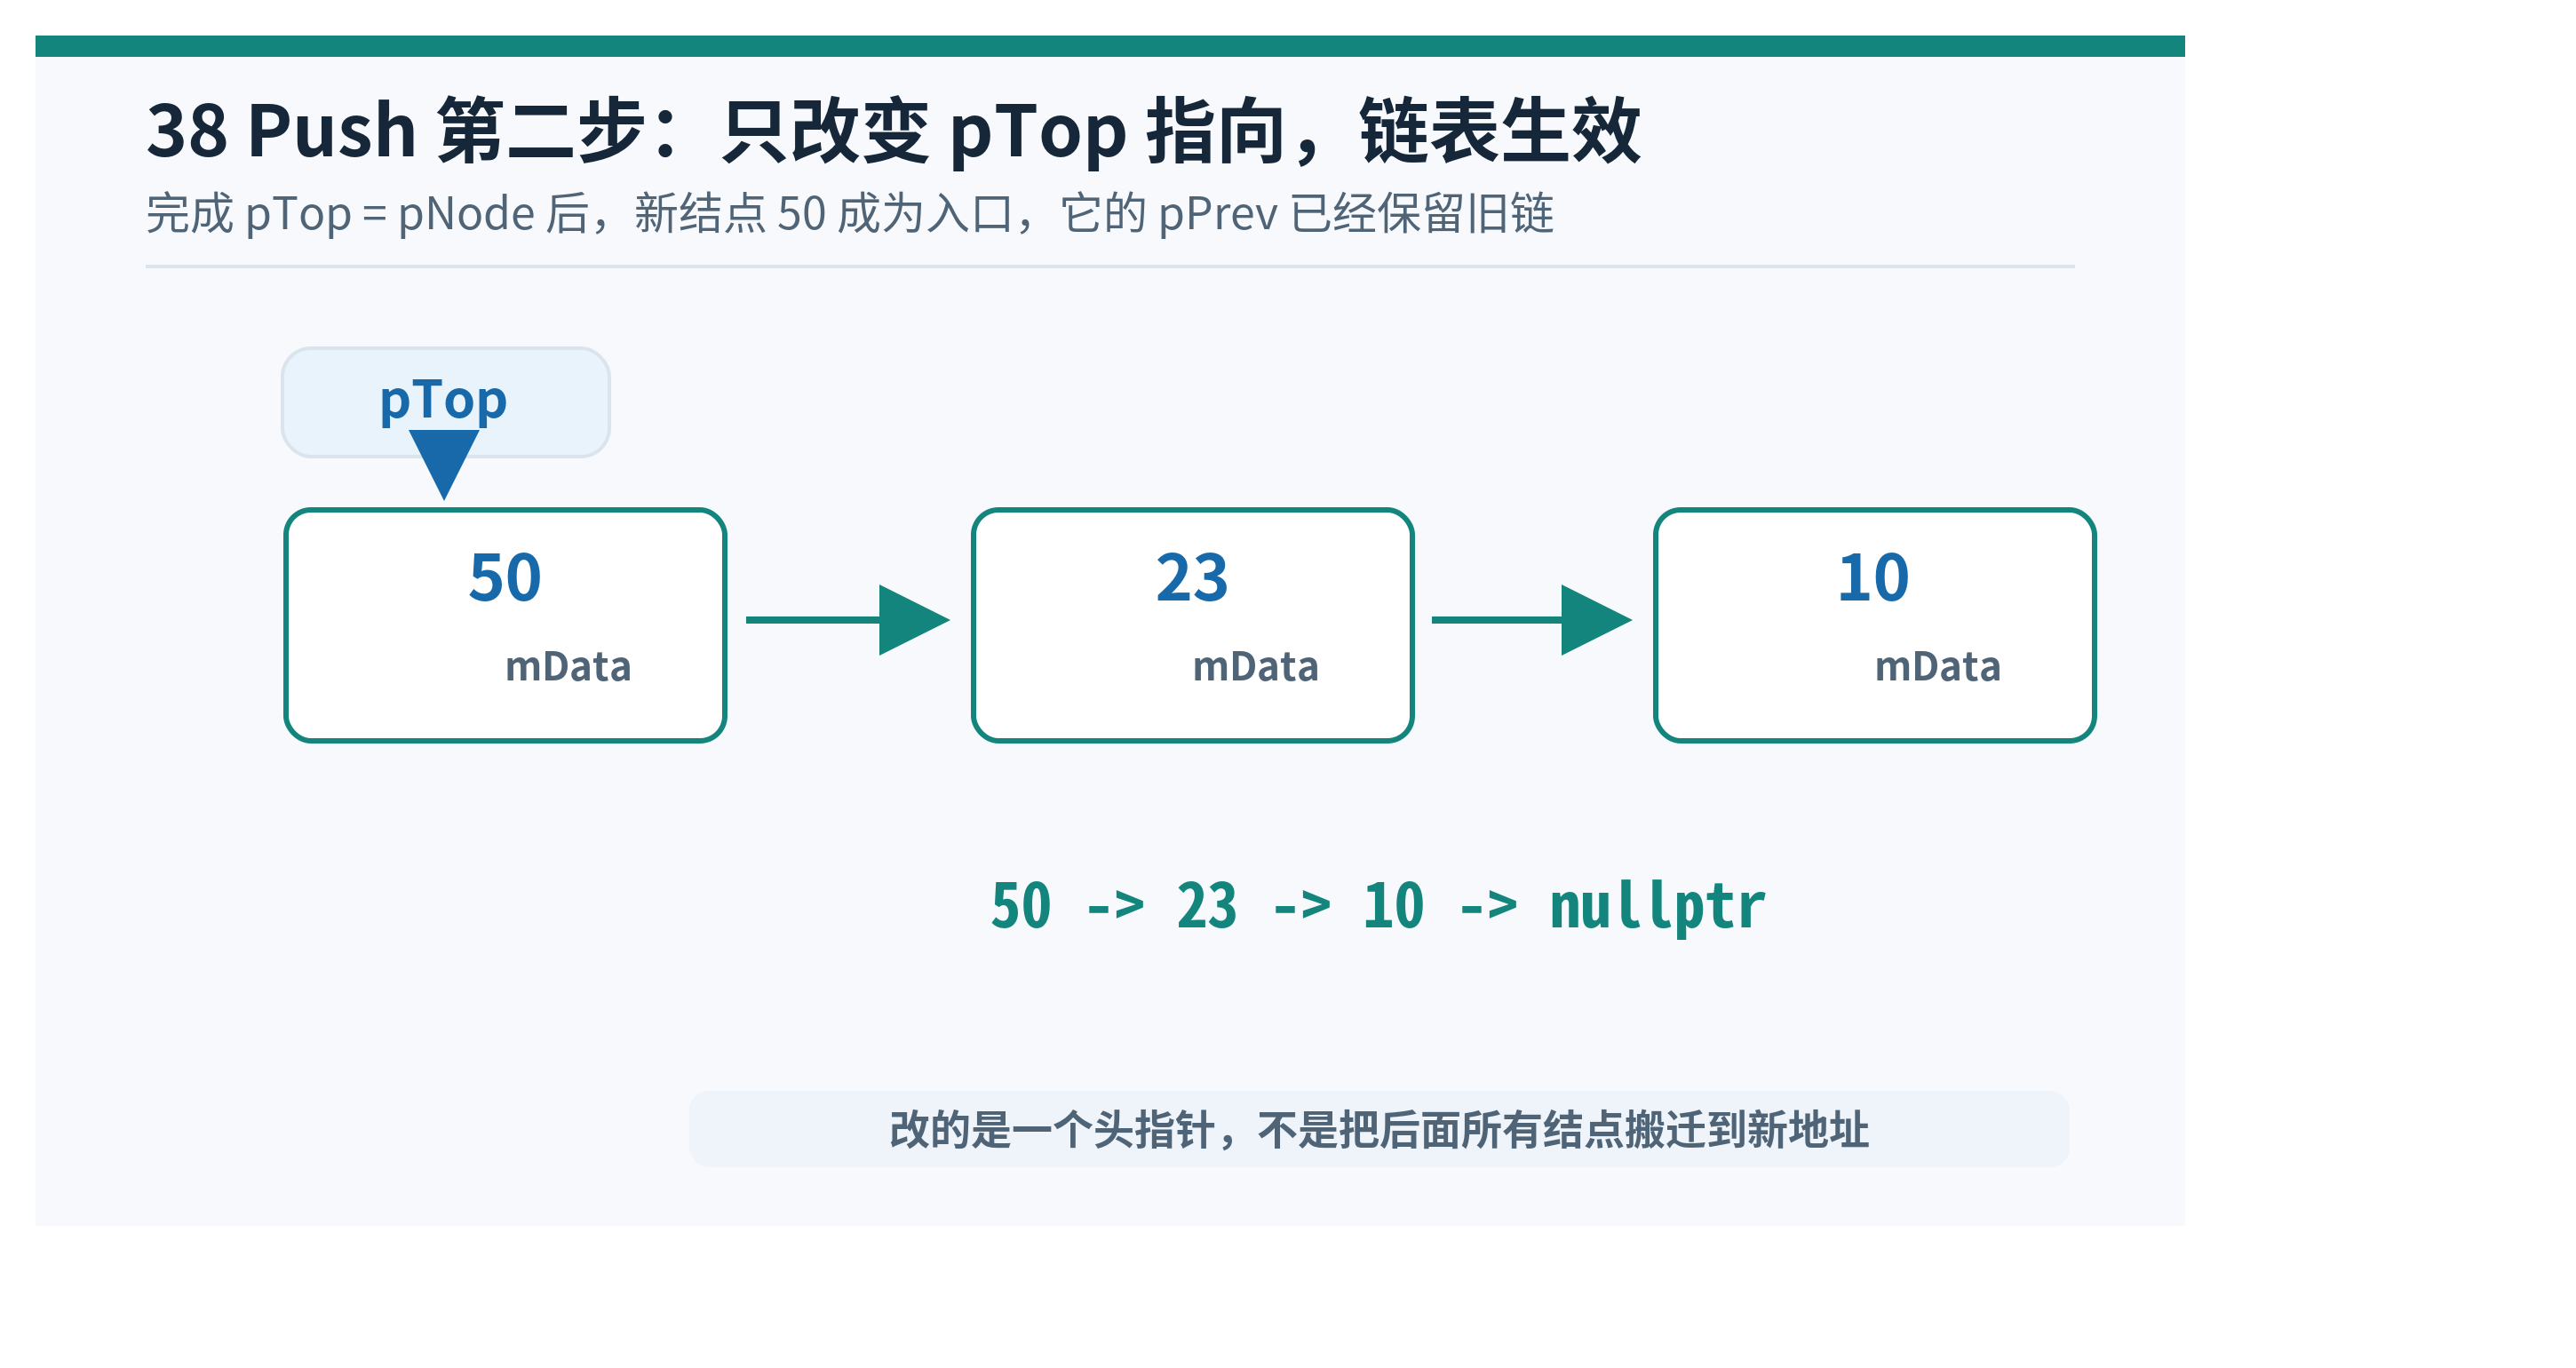 38 Push 第二步：只改变 pTop 指向，链表生效
完成 pTop = pNode 后，新结点 50 成为入口，它的 pPrev 已经保留旧链
pTop
50
mData
23
mData
10
mData
50 -> 23 -> 10 -> nullptr
改的是一个头指针，不是把后面所有结点搬迁到新地址